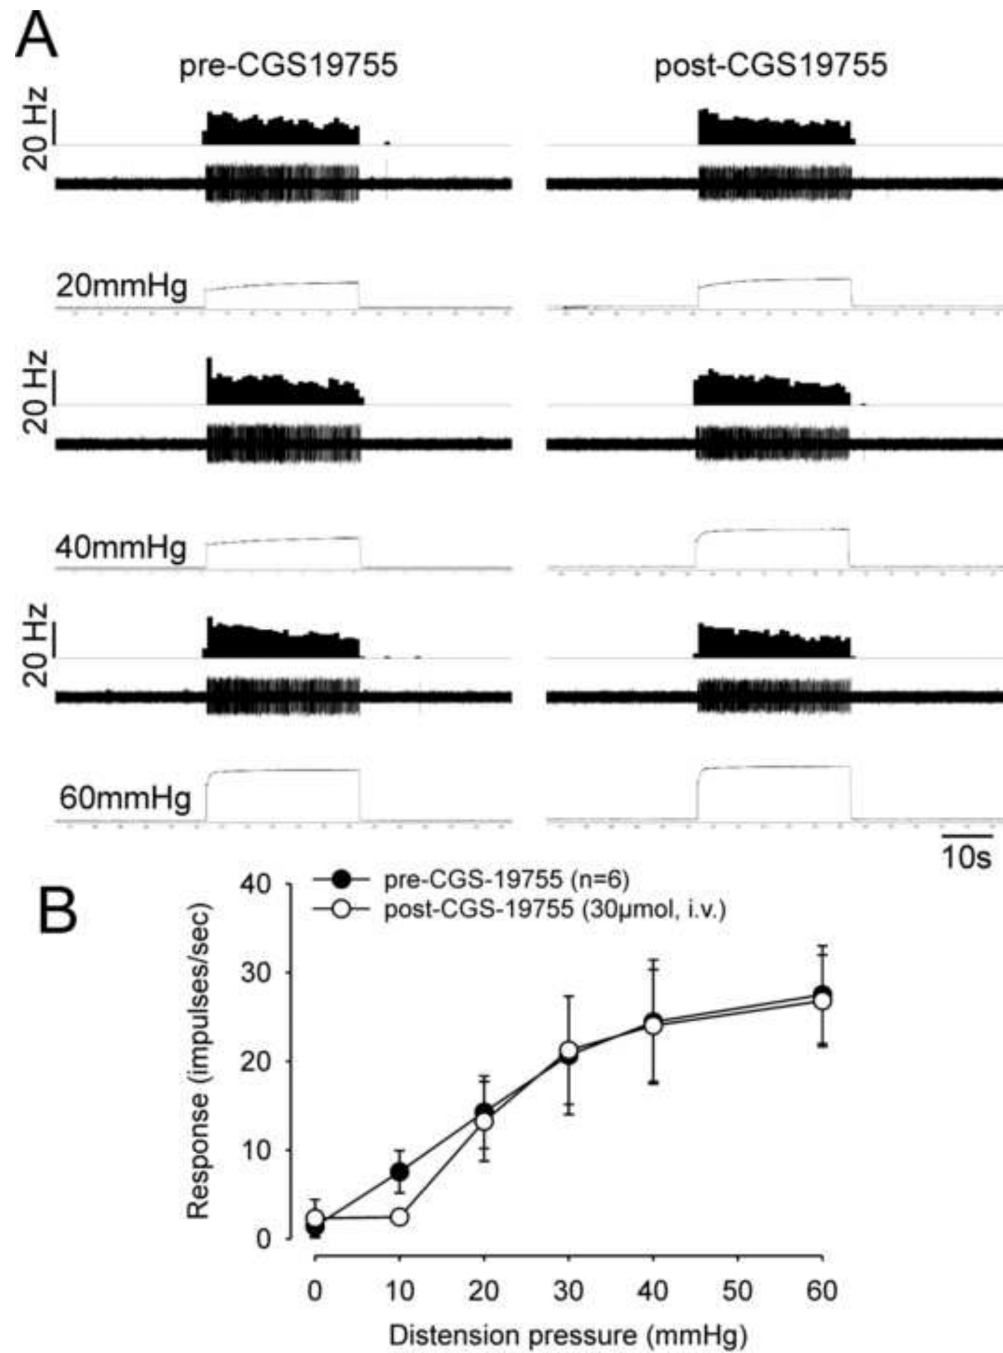 A
pre-CGS19755
post-CGS19755
20 Hz
20mmHg
20 Hz
40mmHg
20 Hz
60mmHg
10s
B
pre-CGS-19755 (n=6)
post-CGS-19755 (30µmol, i.v.)
Response (impulses/sec)
40
30
20
10
0
0 10 20 30 40 50 60
Distension pressure (mmHg)